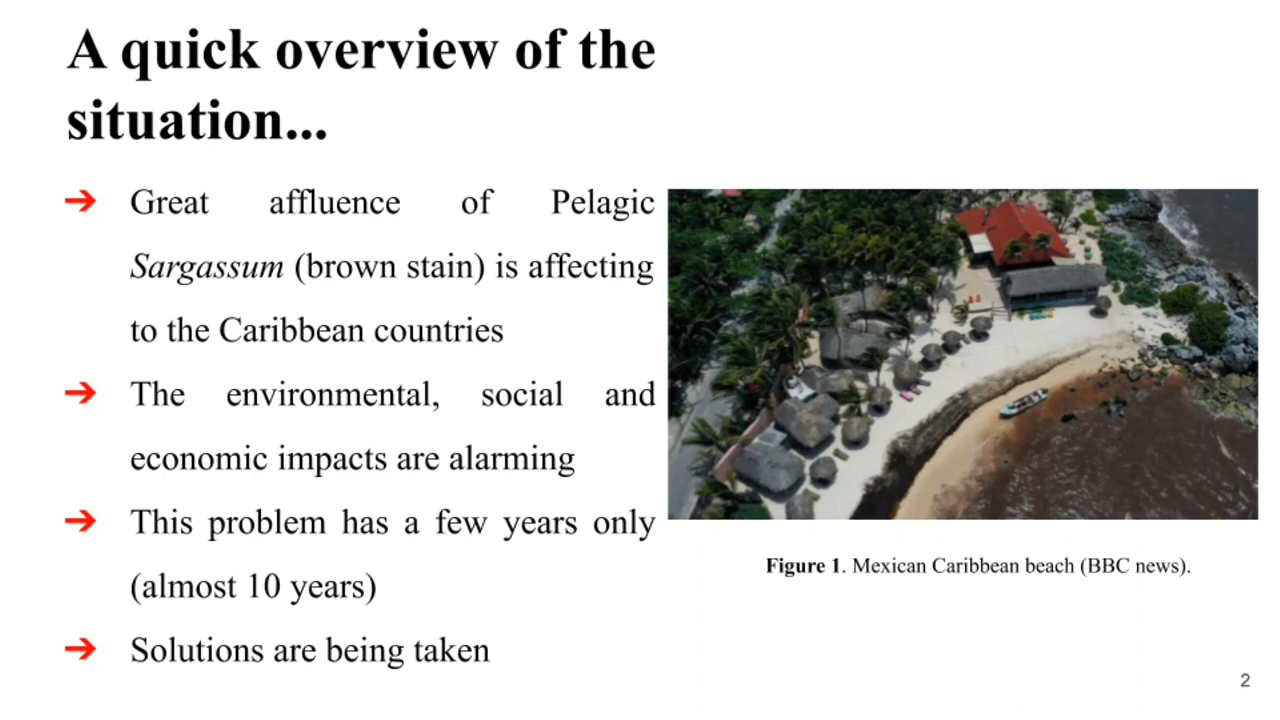 A quick overview of the
situation...
➔ Great affluence of Pelagic
Sargassum (brown stain) is affecting
to the Caribbean countries
➔ The environmental, social and
economic impacts are alarming
➔ This problem has a few years only
(almost 10 years)
➔ Solutions are being taken
Figure 1. Mexican Caribbean beach (BBC news).
2